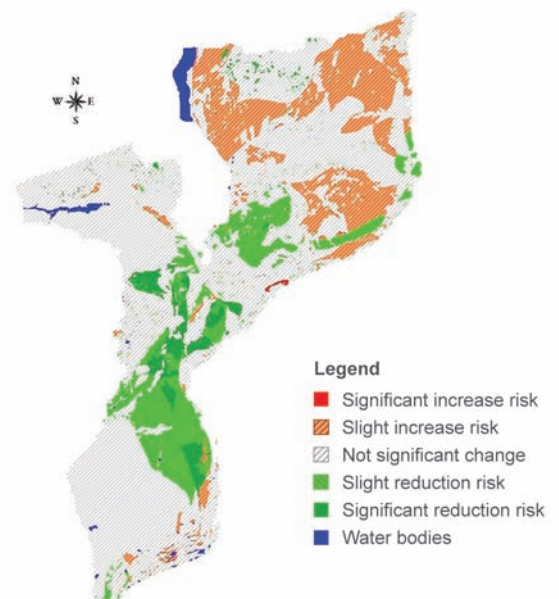 N
W E
S
Legend
Significant increase risk
Slight increase risk
Not significant change
Slight reduction risk
Significant reduction risk
Water bodies